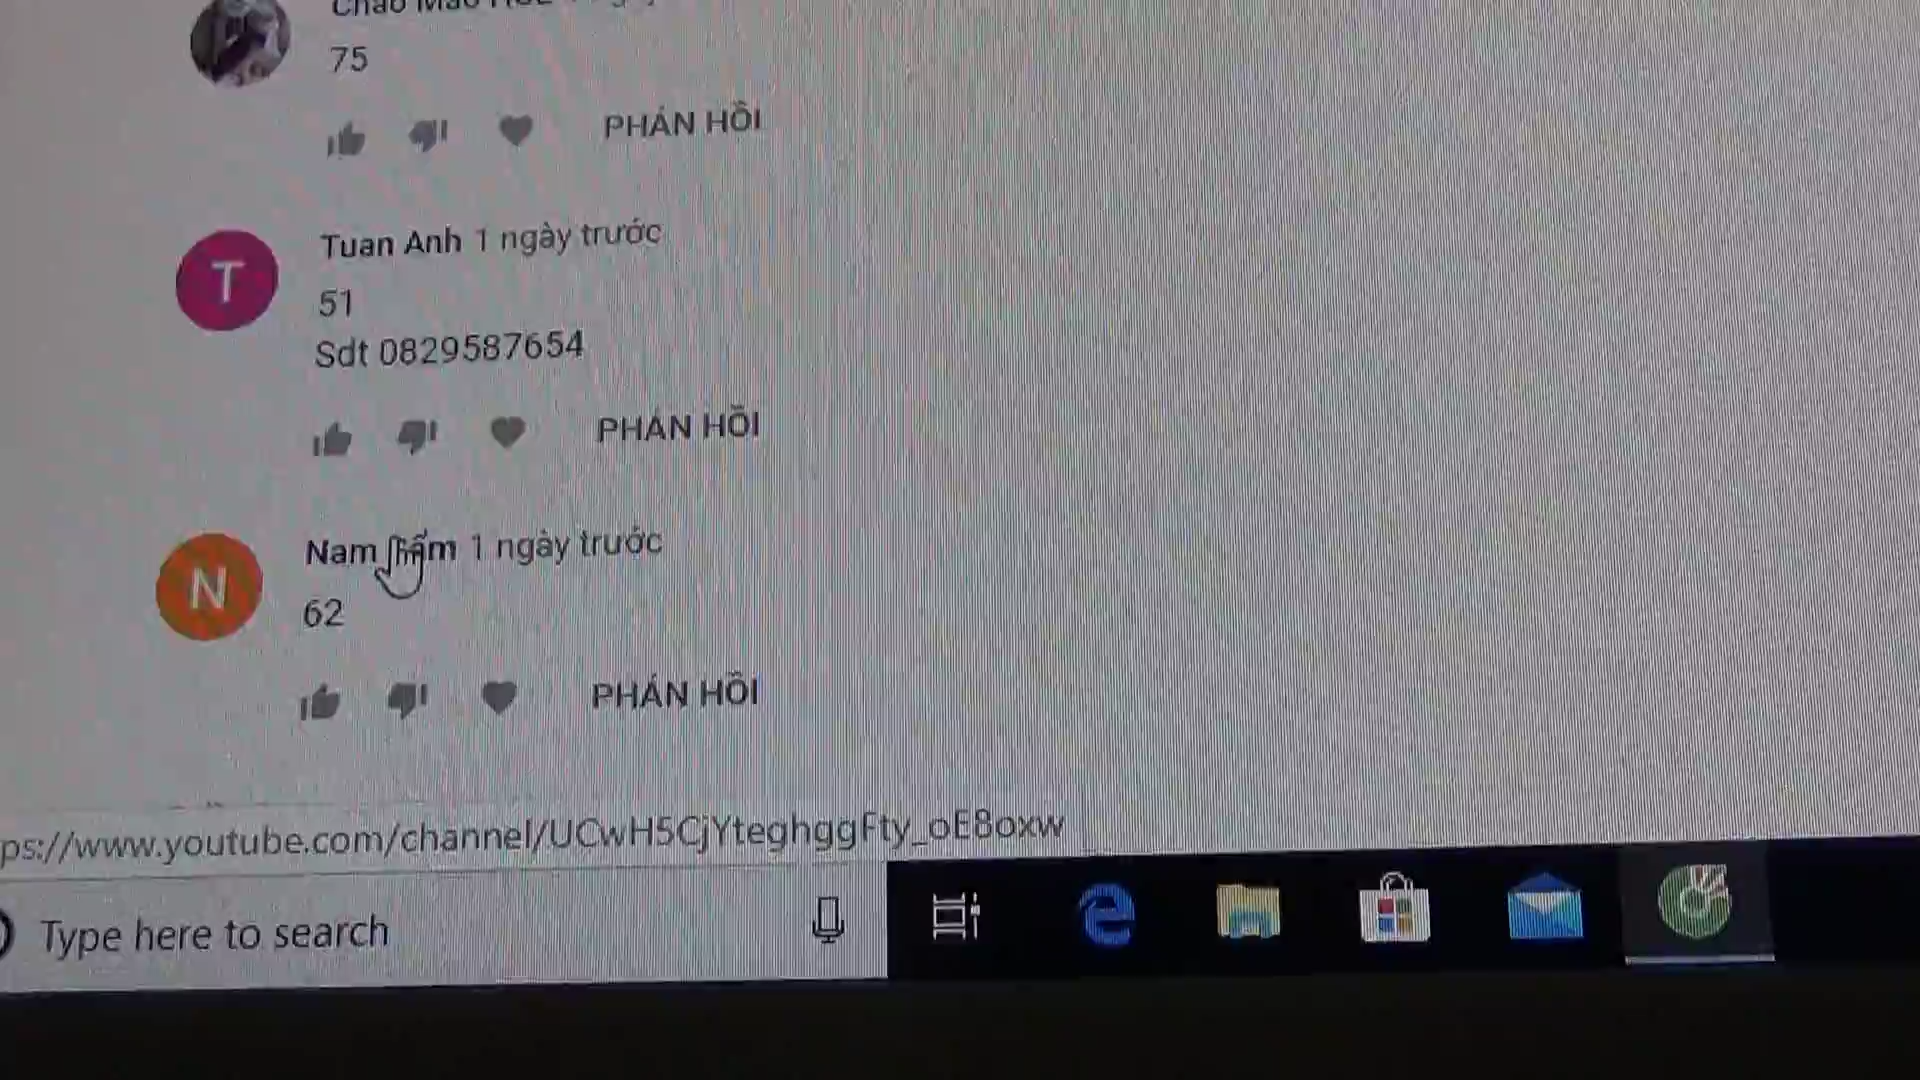 75
PHẢN HỒI
T
Tuan Anh 1 ngày trước
51
Sdt 0829587654
PHẢN HỒI
N
Nam 1 ngày trước
62
PHẢN HỒI
ps://www.youtube.com/channel/UCwH5CjYteghggFty_oE8oxw
Type here to search